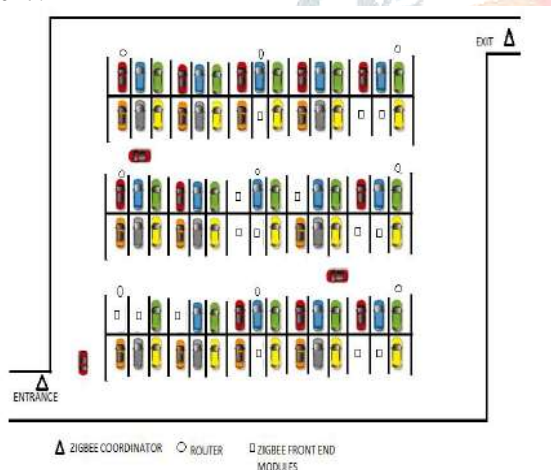 EXIT
ENTRANCE
ZIGBEE COORDINATOR
ROUTER
ZIGBEE FRONT END
MODULES